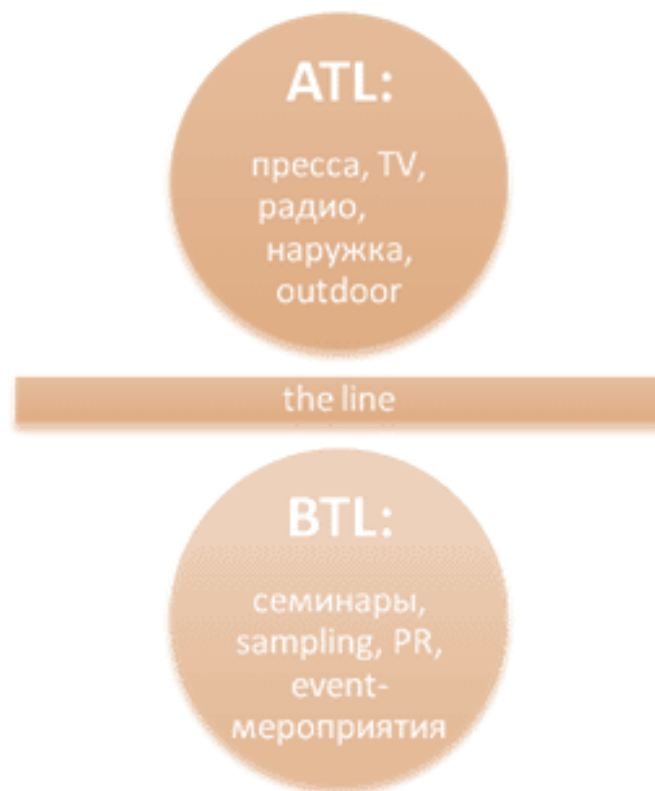 ATL:
пресса, TV,
радио,
наружка,
outdoor
the line
BTL:
семинары,
sampling, PR,
event-
мероприятия